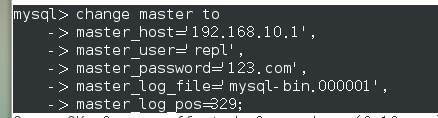 mysql> change master to
    -> master_host='192.168.10.1',
    -> master_user='repl',
    -> master_password='123.com',
    -> master_log_file='mysql-bin.000001',
    -> master_log_pos=329;